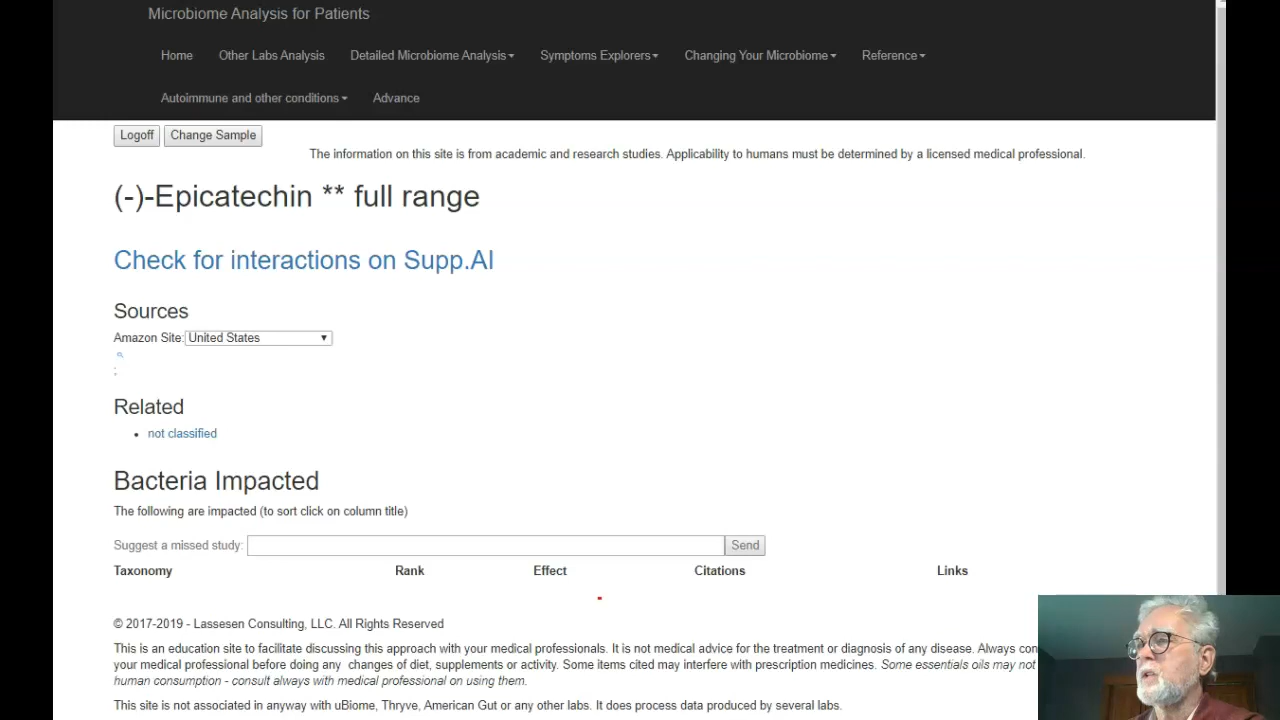 Microbiome Analysis for Patients
Home Other Labs Analysis Detailed Microbiome Analysis Symptoms Explorers Changing Your Microbiome Reference
Autoimmune and other conditions Advance
Logoff Change Sample
The information on this site is from academic and research studies. Applicability to humans must be determined by a licensed medical professional.
(-)-Epicatechin ** full range
Check for interactions on Supp.AI
Sources
Amazon Site: United States
;
Related
• not classified
Bacteria Impacted
The following are impacted (to sort click on column title)
Suggest a missed study: Send
Taxonomy Rank Effect Citations Links
© 2017-2019 - Lassesen Consulting, LLC. All Rights Reserved
This is an education site to facilitate discussing this approach with your medical professionals. It is not medical advice for the treatment or diagnosis of any disease. Always con
your medical professional before doing any changes of diet, supplements or activity. Some items cited may interfere with prescription medicines. Some essentials oils may not
human consumption - consult always with medical professional on using them.
This site is not associated in anyway with uBiome, Thryve, American Gut or any other labs. It does process data produced by several labs.